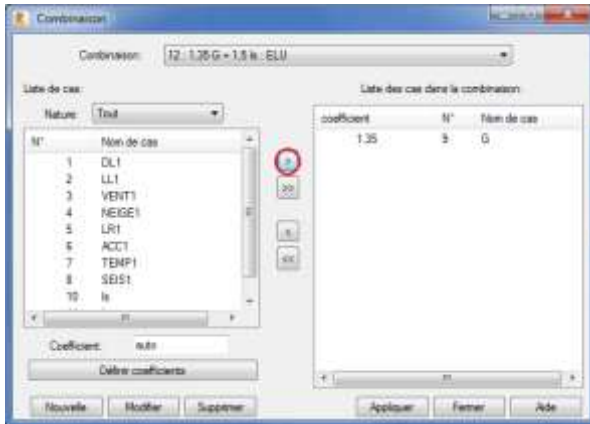 Combinaison
Combinaison: 12 : 1.35 G + 1.5 Is : ELU
Liste de cas:
Liste des cas dans la combinaison:
Nature: Tout
N° Nom de cas
1 DL1
2 LL1
3 VENT1
4 NEIGE1
5 LR1
6 ACC1
7 TEMP1
8 SEIS1
10 Is
>
>>
<
<<
coefficient N° Nom de cas
1.35 9 G
Coefficient: auto
Définir coefficients
Nouvelle Modifier Supprimer
Appliquer Fermer Aide